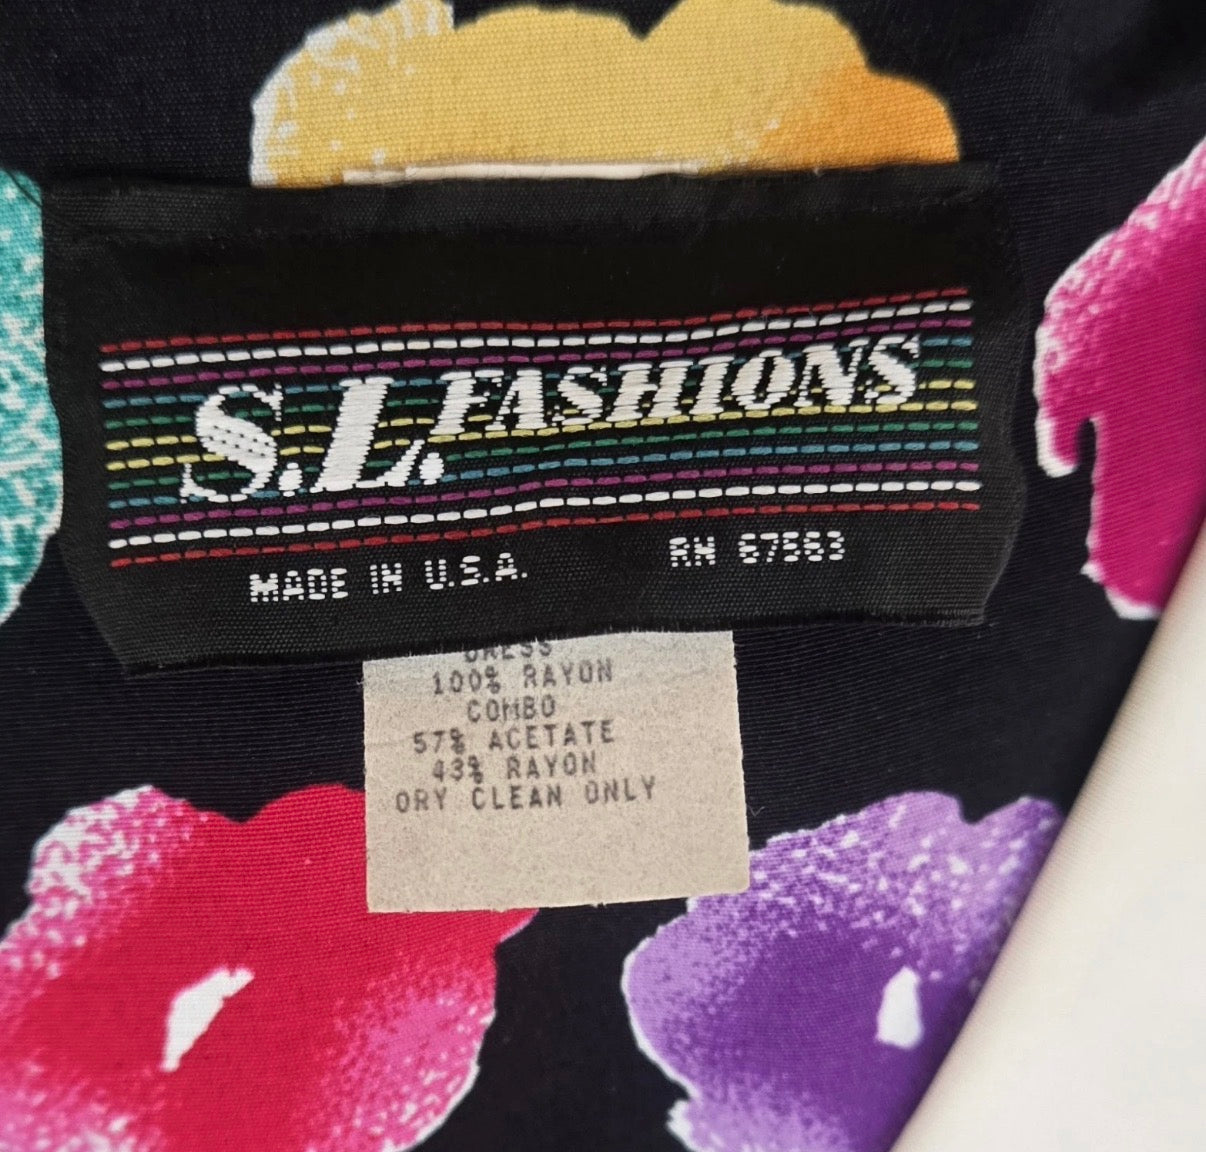 S.L. FASHIONS
MADE IN U.S.A. RN 67563
DRESS
100% RAYON
COMBO
57% ACETATE
43% RAYON
DRY CLEAN ONLY